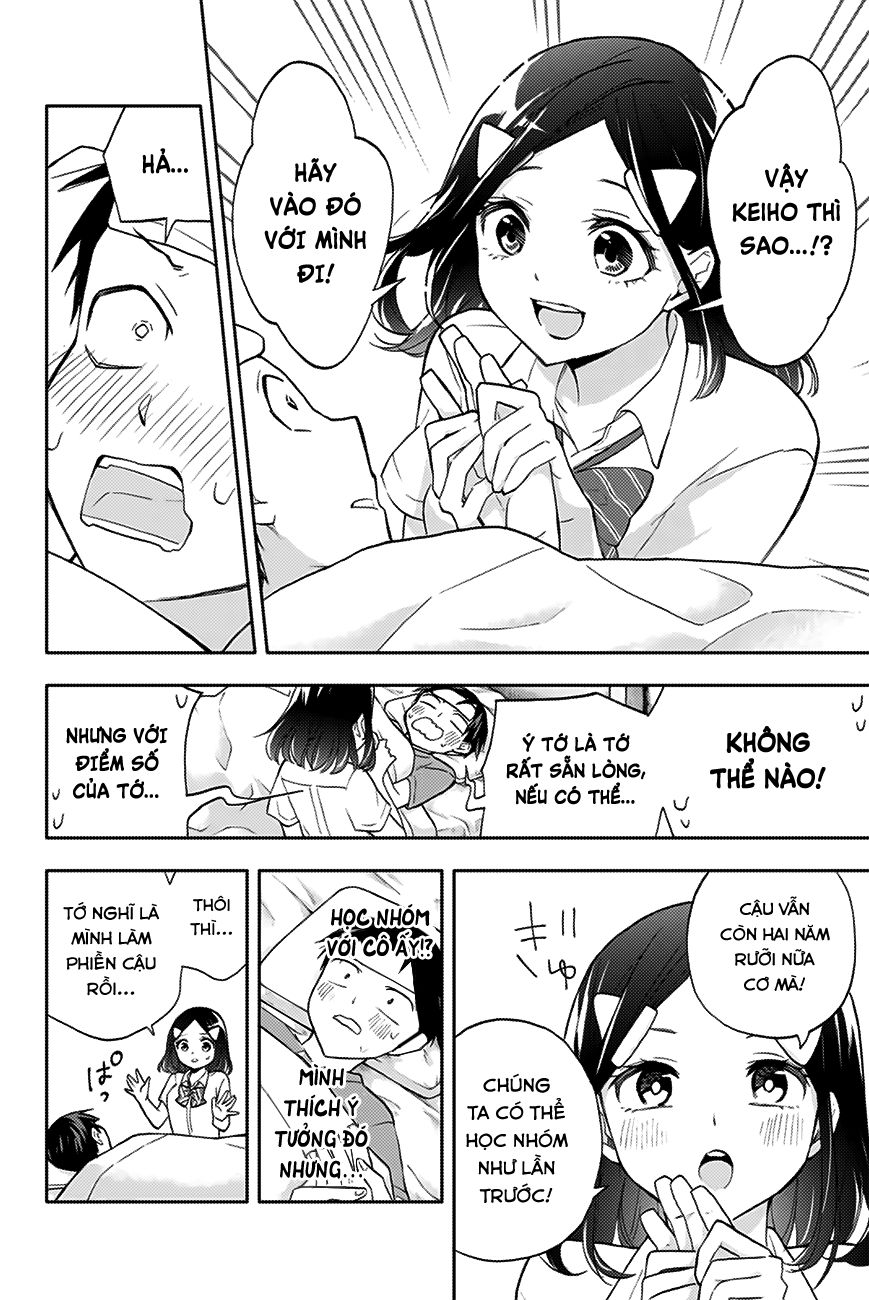 VẬY
KEIHO THÌ
SAO...!?
HÃY
VÀO ĐÓ
VỚI MÌNH
ĐI!
HẢ...
KHÔNG
THỂ NÀO!
Ý TỚ LÀ TỚ
RẤT SẴN LÒNG,
NẾU CÓ THỂ...
NHƯNG VỚI
ĐIỂM SỐ
CỦA TỚ...
CẬU VẪN
CÒN HAI NĂM
RƯỠI NỮA
CƠ MÀ!
CHÚNG
TA CÓ THỂ
HỌC NHÓM
NHƯ LẦN
TRƯỚC!
HỌC NHÓM
VỚI CÔ ẤY!?
MÌNH
THÍCH Ý
TƯỞNG ĐÓ
NHƯNG...
THÔI
THÌ...
TỚ NGHĨ LÀ
MÌNH LÀM
PHIỀN CẬU
RỒI...
ぱっ